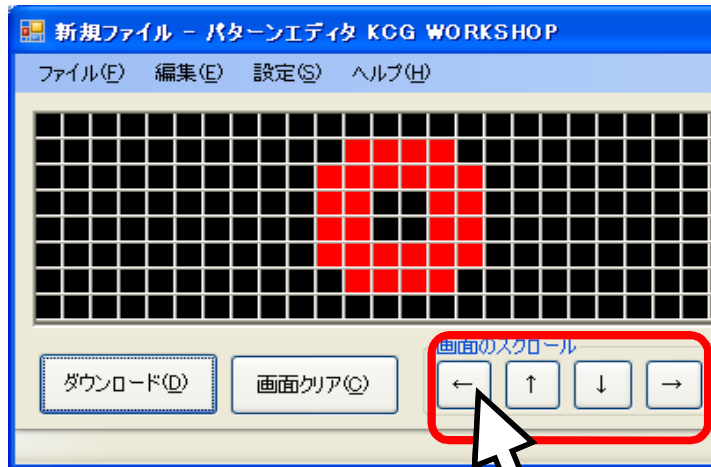 新規ファイル - パターンエディタ KCG WORKSHOP
ファイル(F) 編集(E) 設定(S) ヘルプ(H)
画面のスクロール
ダウンロード(D) 画面クリア(C) ← ↑ ↓ →